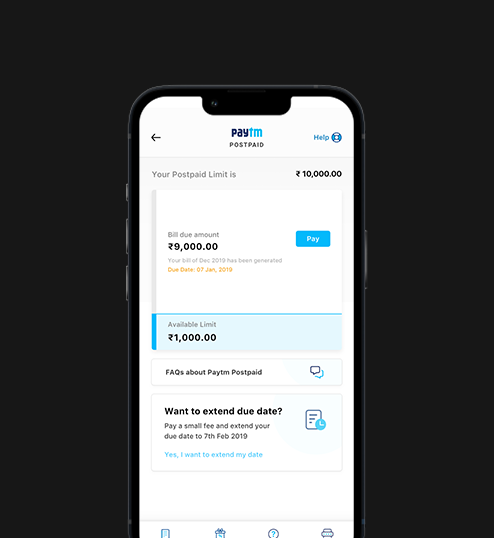 paytm
Help
POSTPAID
Your Postpaid Limit is ₹ 10,000.00
Bill due amount
₹9,000.00
Pay
Your bill of Dec 2019 has been generated
Due Date: 07 Jan, 2019
Available Limit
₹1,000.00
FAQs about Paytm Postpaid
Want to extend due date?
Pay a small fee and extend your
due date to 7th Feb 2019
Yes, I want to extend my date